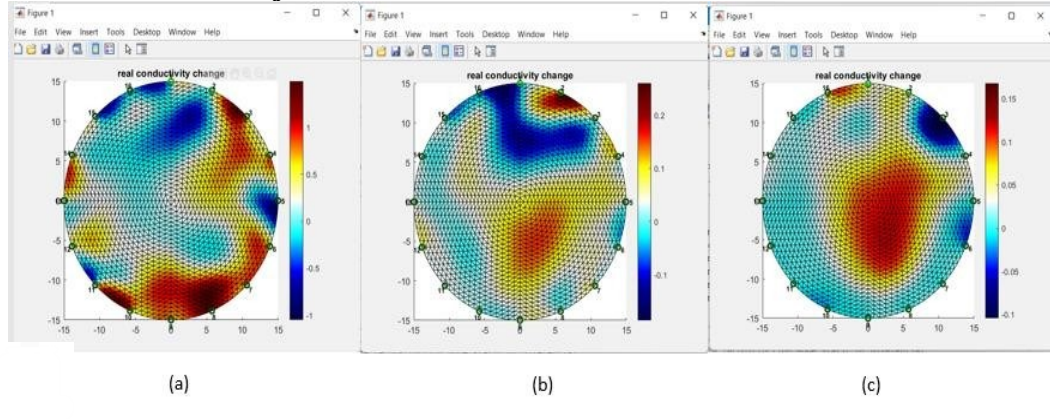 Figure 1
File Edit View Insert Tools Desktop Window Help
real conductivity change
15
10
5
0
-5
-10
-15
-15 -10 -5 0 5 10 15
1
0.5
0
-0.5
-1
Figure 1
File Edit View Insert Tools Desktop Window Help
real conductivity change
15
10
5
0
-5
-10
-15
-15 -10 -5 0 5 10 15
0.2
0.1
0
-0.1
Figure 1
File Edit View Insert Tools Desktop Window Help
real conductivity change
15
10
5
0
-5
-10
-15
-15 -10 -5 0 5 10 15
0.15
0.1
0.05
0
-0.05
-0.1
(a) (b) (c)